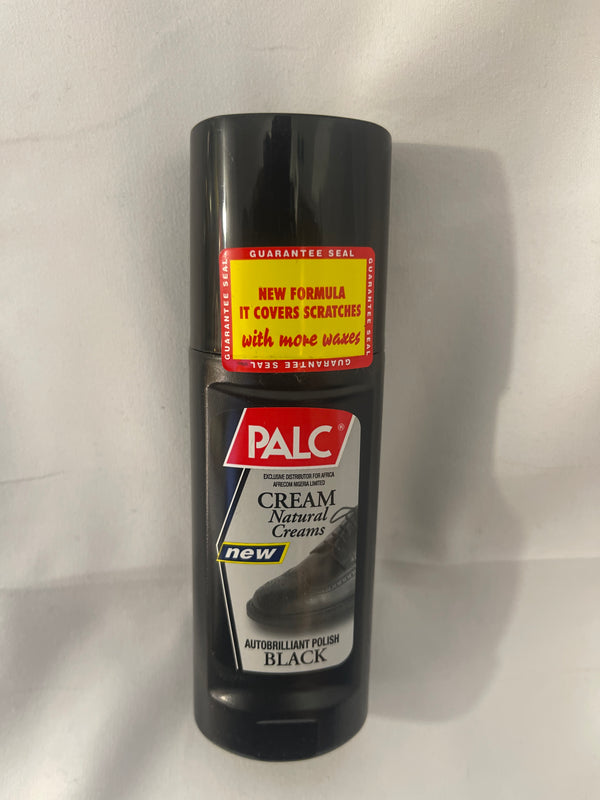 GUARANTEE SEAL
GUARANTEE SEAL
GUARANTEE SEAL
NEW FORMULA
IT COVERS SCRATCHES
with more waxes
GUARANTEE SEAL
PALC®
EXCLUSIVE DISTRIBUTOR FOR AFRICA
AFRECOM NIGERIA LIMITED
CREAM
Natural
Creams
new
AUTOBRILLIANT POLISH
BLACK